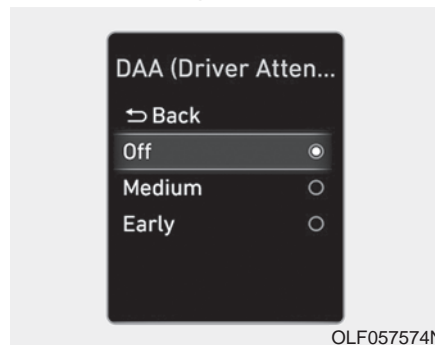 DAA (Driver Atten...
Back
Off
Medium
Early
OLF057574N